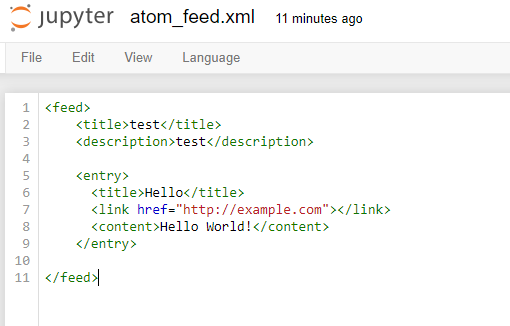 jupyter atom_feed.xml 11 minutes ago
File Edit View Language
1 <feed>
2     <title>test</title>
3     <description>test</description>
4
5     <entry>
6       <title>Hello</title>
7       <link href="http://example.com"></link>
8       <content>Hello World!</content>
9     </entry>
10
11 </feed>